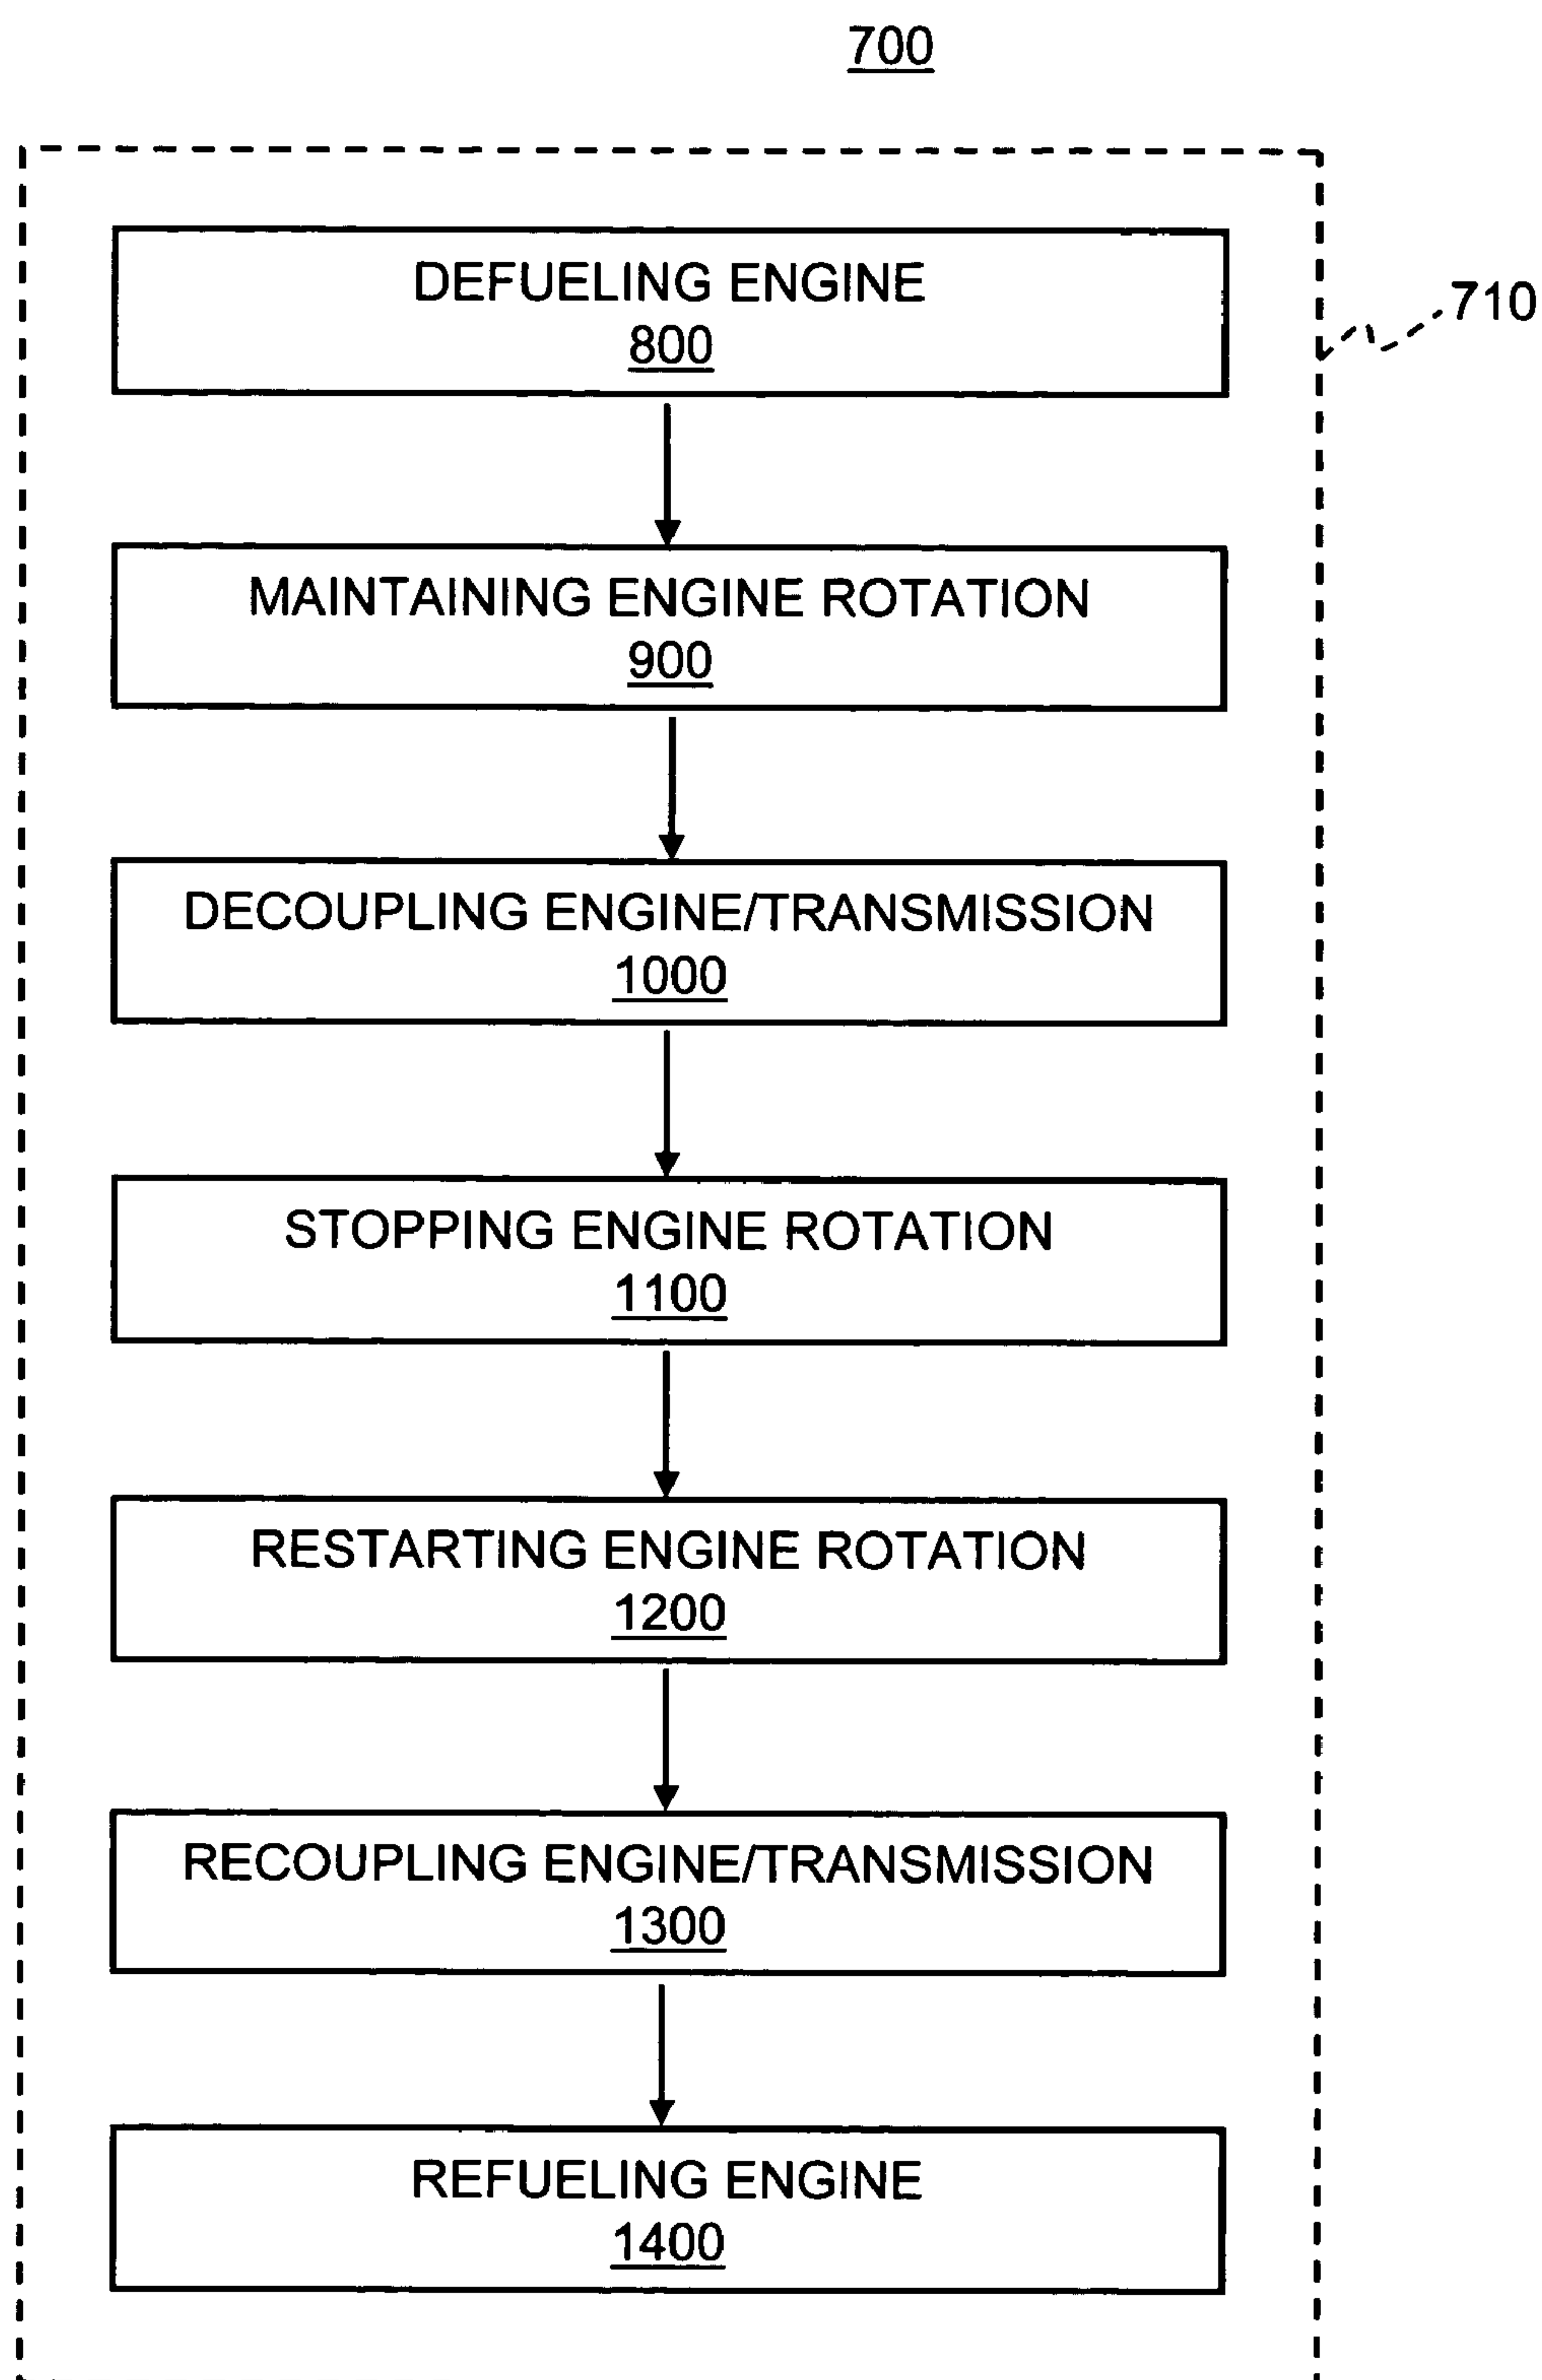 700
DEFUELING ENGINE
800
710
MAINTAINING ENGINE ROTATION
900
DECOUPLING ENGINE/TRANSMISSION
1000
STOPPING ENGINE ROTATION
1100
RESTARTING ENGINE ROTATION
1200
RECOUPLING ENGINE/TRANSMISSION
1300
REFUELING ENGINE
1400